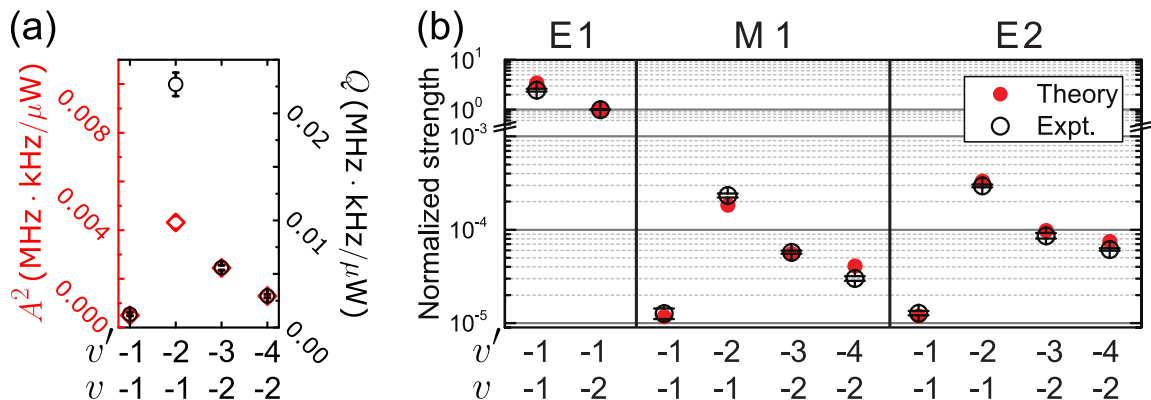 (a)
A² (MHz · kHz/μW)
0.008
0.004
0.000
Q (MHz · kHz/μW)
0.02
0.01
0.00
v′ -1 -2 -3 -4
v -1 -1 -2 -2
(b)
E1 M1 E2
Normalized strength
10¹
10⁰
10⁻³
10⁻⁴
10⁻⁵
Theory
Expt.
v′ -1 -1 -1 -2 -3 -4 -1 -2 -3 -4
v -1 -2 -1 -1 -2 -2 -1 -1 -2 -2